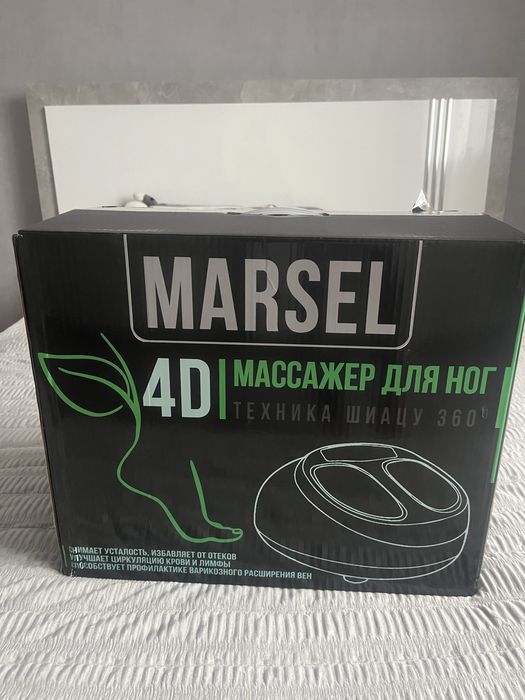 MARSEL
4D МАССАЖЕР ДЛЯ НОГ
ТЕХНИКА ШИАЦУ 360°
СНИМАЕТ УСТАЛОСТЬ, ИЗБАВЛЯЕТ ОТ ОТЕКОВ
УЛУЧШАЕТ ЦИРКУЛЯЦИЮ КРОВИ И ЛИМФЫ
СПОСОБСТВУЕТ ПРОФИЛАКТИКЕ ВАРИКОЗНОГО РАСШИРЕНИЯ ВЕН